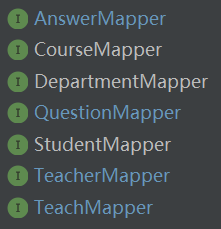 I AnswerMapper
I CourseMapper
I DepartmentMapper
I QuestionMapper
I StudentMapper
I TeacherMapper
I TeachMapper